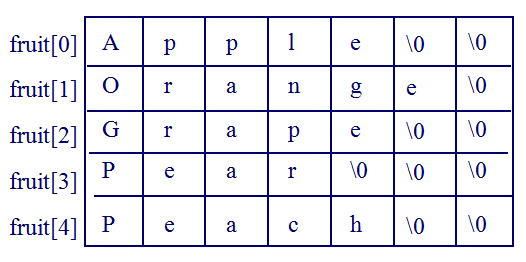 fruit[0] A p p l e \0 \0
fruit[1] O r a n g e \0
fruit[2] G r a p e \0 \0
fruit[3] P e a r \0 \0 \0
fruit[4] P e a c h \0 \0